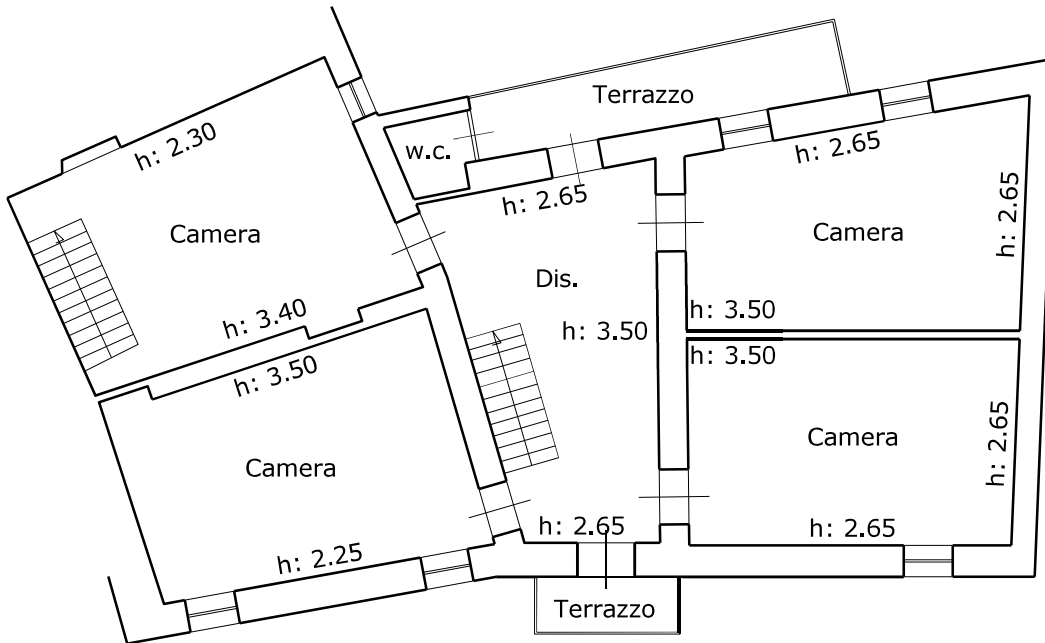 Terrazzo
h: 2.30
w.c.
h: 2.65
h: 2.65
h: 2.65
Camera
Camera
Dis.
h: 3.40
h: 3.50
h: 3.50
h: 3.50
h: 3.50
Camera
Camera
h: 2.65
h: 2.25
h: 2.65
h: 2.65
Terrazzo